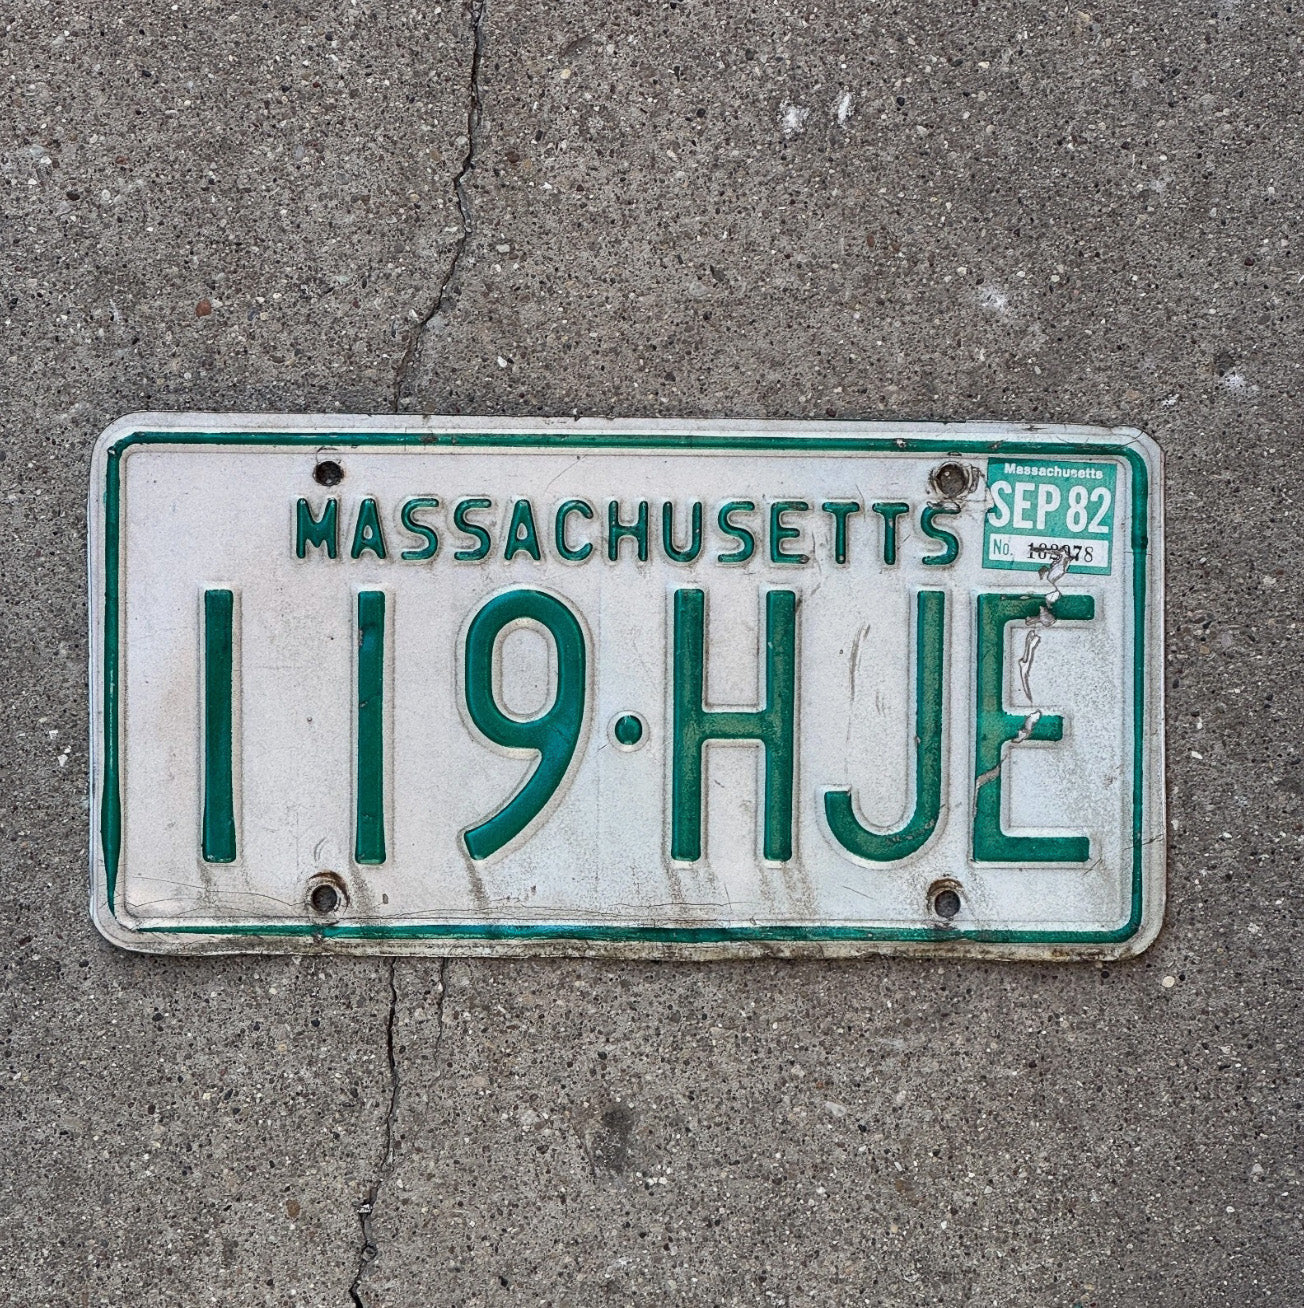 MASSACHUSETTS
Massachusetts
SEP 82
No.
119·HJE